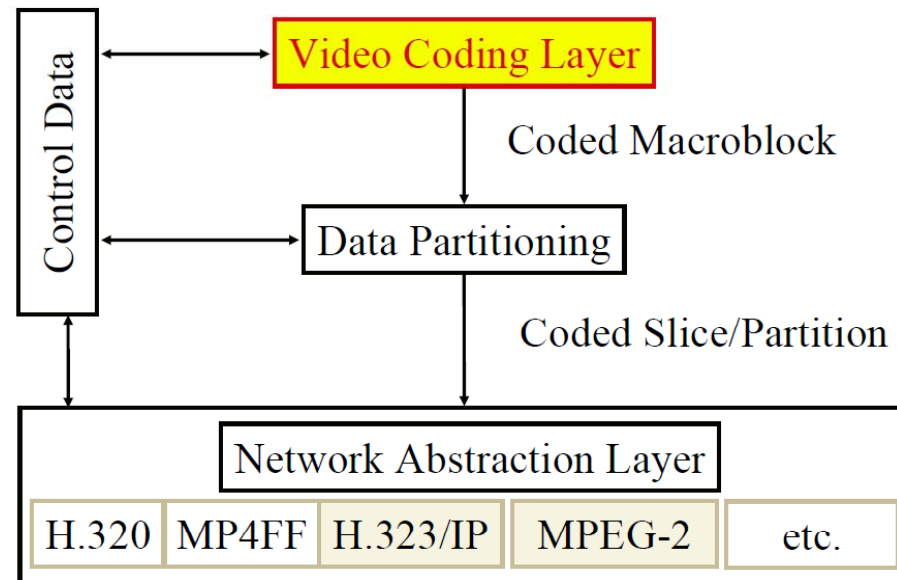 Video Coding Layer
Control Data
Coded Macroblock
Data Partitioning
Coded Slice/Partition
Network Abstraction Layer
H.320 MP4FF H.323/IP MPEG-2 etc.